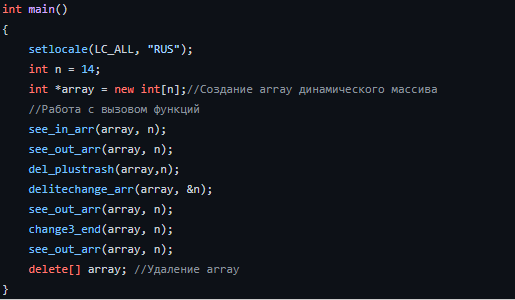 int main()
{
setlocale(LC_ALL, "RUS");
int n = 14;
int *array = new int[n];//Создание array динамического массива
//Работа с вызовом функций
see_in_arr(array, n);
see_out_arr(array, n);
del_plustrash(array,n);
delitechange_arr(array, &n);
see_out_arr(array, n);
change3_end(array, n);
see_out_arr(array, n);
delete[] array; //Удаление array
}